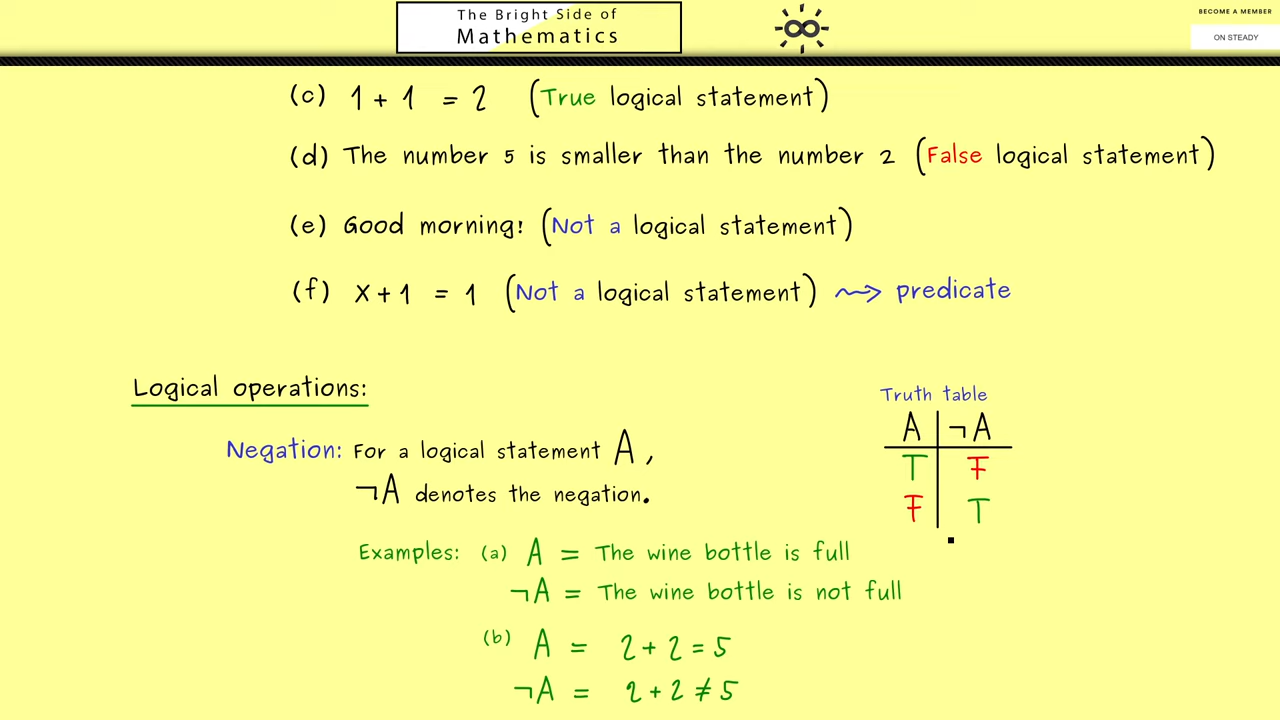 The Bright Side of
Mathematics
BECOME A MEMBER
ON STEADY
(c) 1 + 1 = 2 (True logical statement)
(d) The number 5 is smaller than the number 2 (False logical statement)
(e) Good morning! (Not a logical statement)
(f) x + 1 = 1 (Not a logical statement) ⇝ predicate
Logical operations:
Truth table
A ¬A
T F
F T
Negation: For a logical statement A,
¬A denotes the negation.
Examples: (a) A = The wine bottle is full
¬A = The wine bottle is not full
(b) A = 2 + 2 = 5
¬A = 2 + 2 ≠ 5